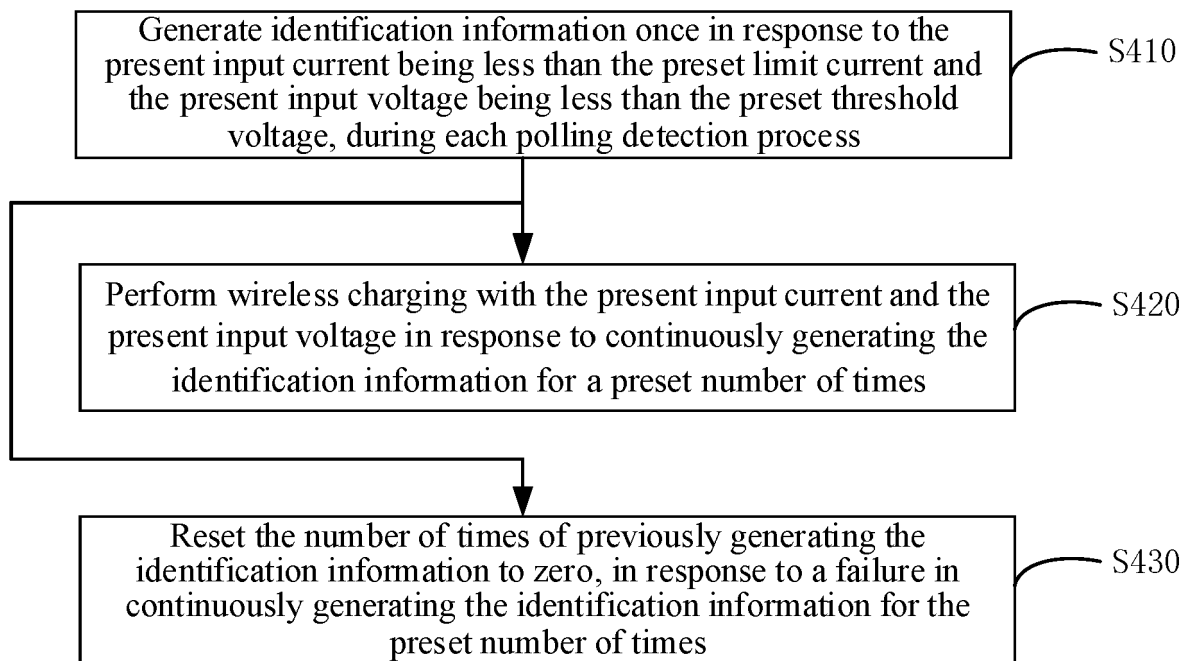 Generate identification information once in response to the
present input current being less than the preset limit current and
the present input voltage being less than the preset threshold
voltage, during each polling detection process
S410
Perform wireless charging with the present input current and the
present input voltage in response to continuously generating the
identification information for a preset number of times
S420
Reset the number of times of previously generating the
identification information to zero, in response to a failure in
continuously generating the identification information for the
preset number of times
S430